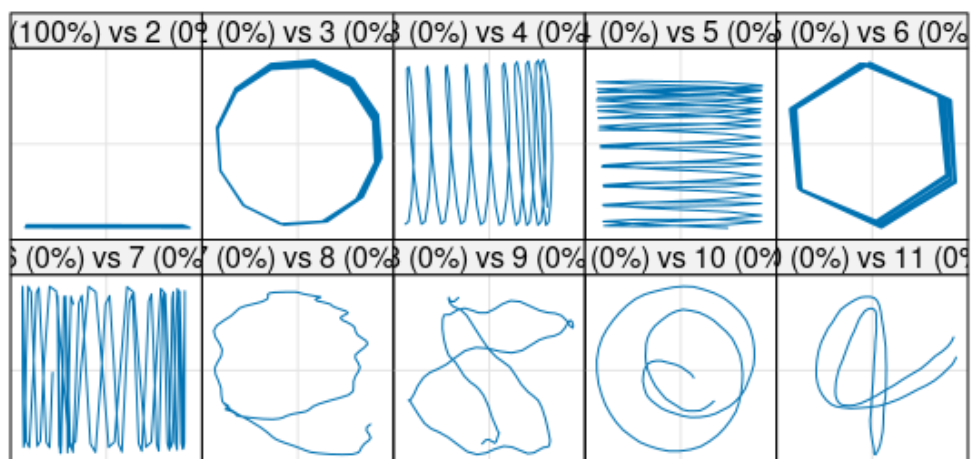 (100%) vs 2 (0%
(0%) vs 3 (0%
(0%) vs 4 (0%
(0%) vs 5 (0%
(0%) vs 6 (0%
(0%) vs 7 (0%
(0%) vs 8 (0%
(0%) vs 9 (0%
(0%) vs 10 (0%
(0%) vs 11 (0%